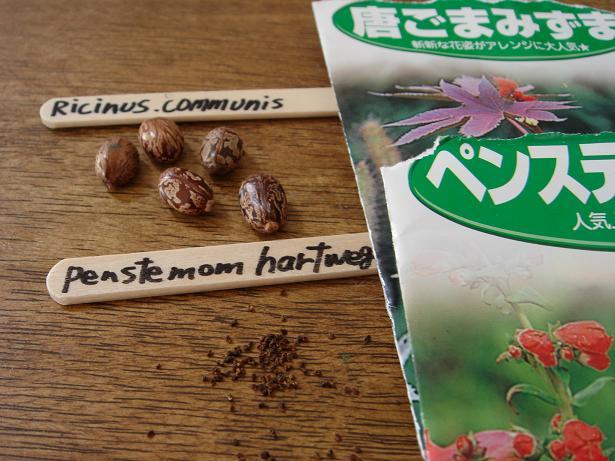 Ricinus.communis
penstemom hartweg
唐ごまみずま
斬新な花姿がアレンジに大人気★
ペンステ
人気